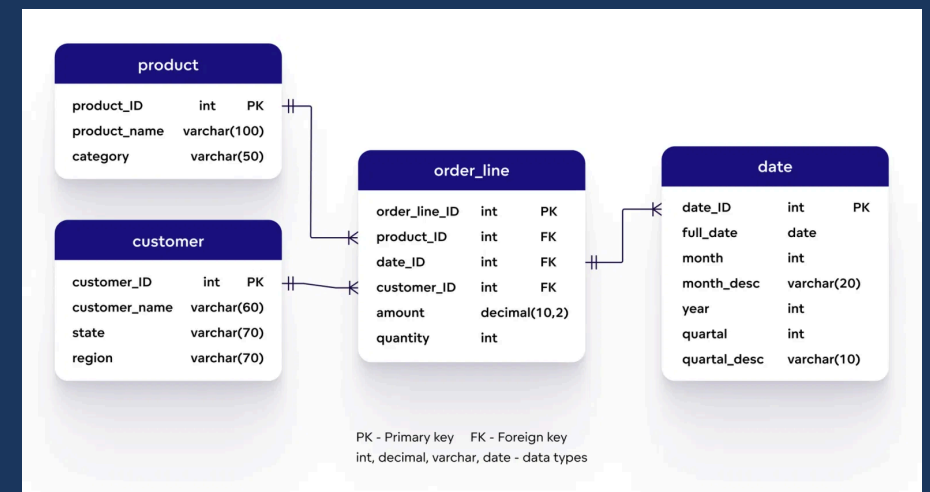 product
product_ID int PK
product_name varchar(100)
category varchar(50)
customer
customer_ID int PK
customer_name varchar(60)
state varchar(70)
region varchar(70)
order_line
order_line_ID int PK
product_ID int FK
date_ID int FK
customer_ID int FK
amount decimal(10,2)
quantity int
date
date_ID int PK
full_date date
month int
month_desc varchar(20)
year int
quartal int
quartal_desc varchar(10)
PK - Primary key FK - Foreign key
int, decimal, varchar, date - data types